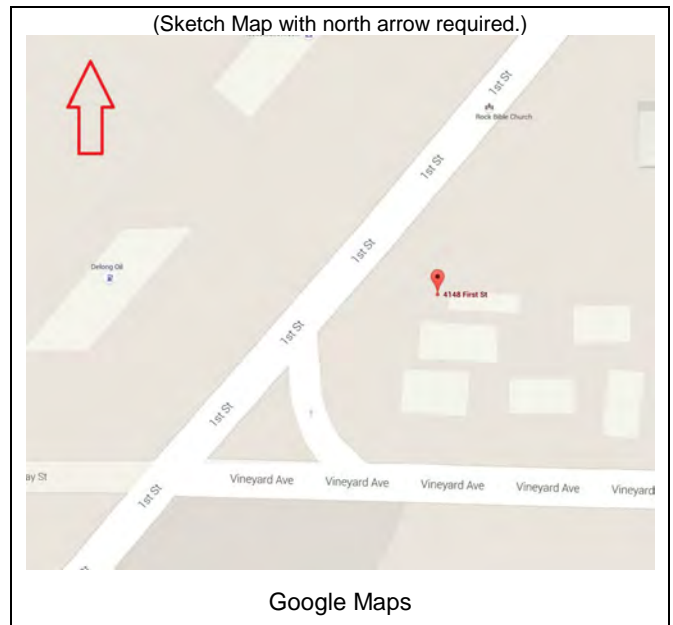 (Sketch Map with north arrow required.)
1st St
Rock Bible Church
1st St
1st St
Delong Oil
4148 First St
1st St
1st St
ay St
Vineyard Ave
Vineyard Ave
Vineyard Ave
Vineyard Ave
Vineyard
1st St
St
Google Maps